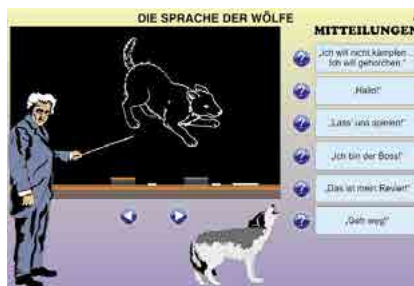 DIE SPRACHE DER WÖLFE
MITTEILUNGEN
„Ich will nicht kämpfen...
Ich will gehorchen."
„Hallo!"
„Lass' uns spielen!"
„Ich bin der Boss!"
„Das ist mein Revier!"
„Geh weg!"